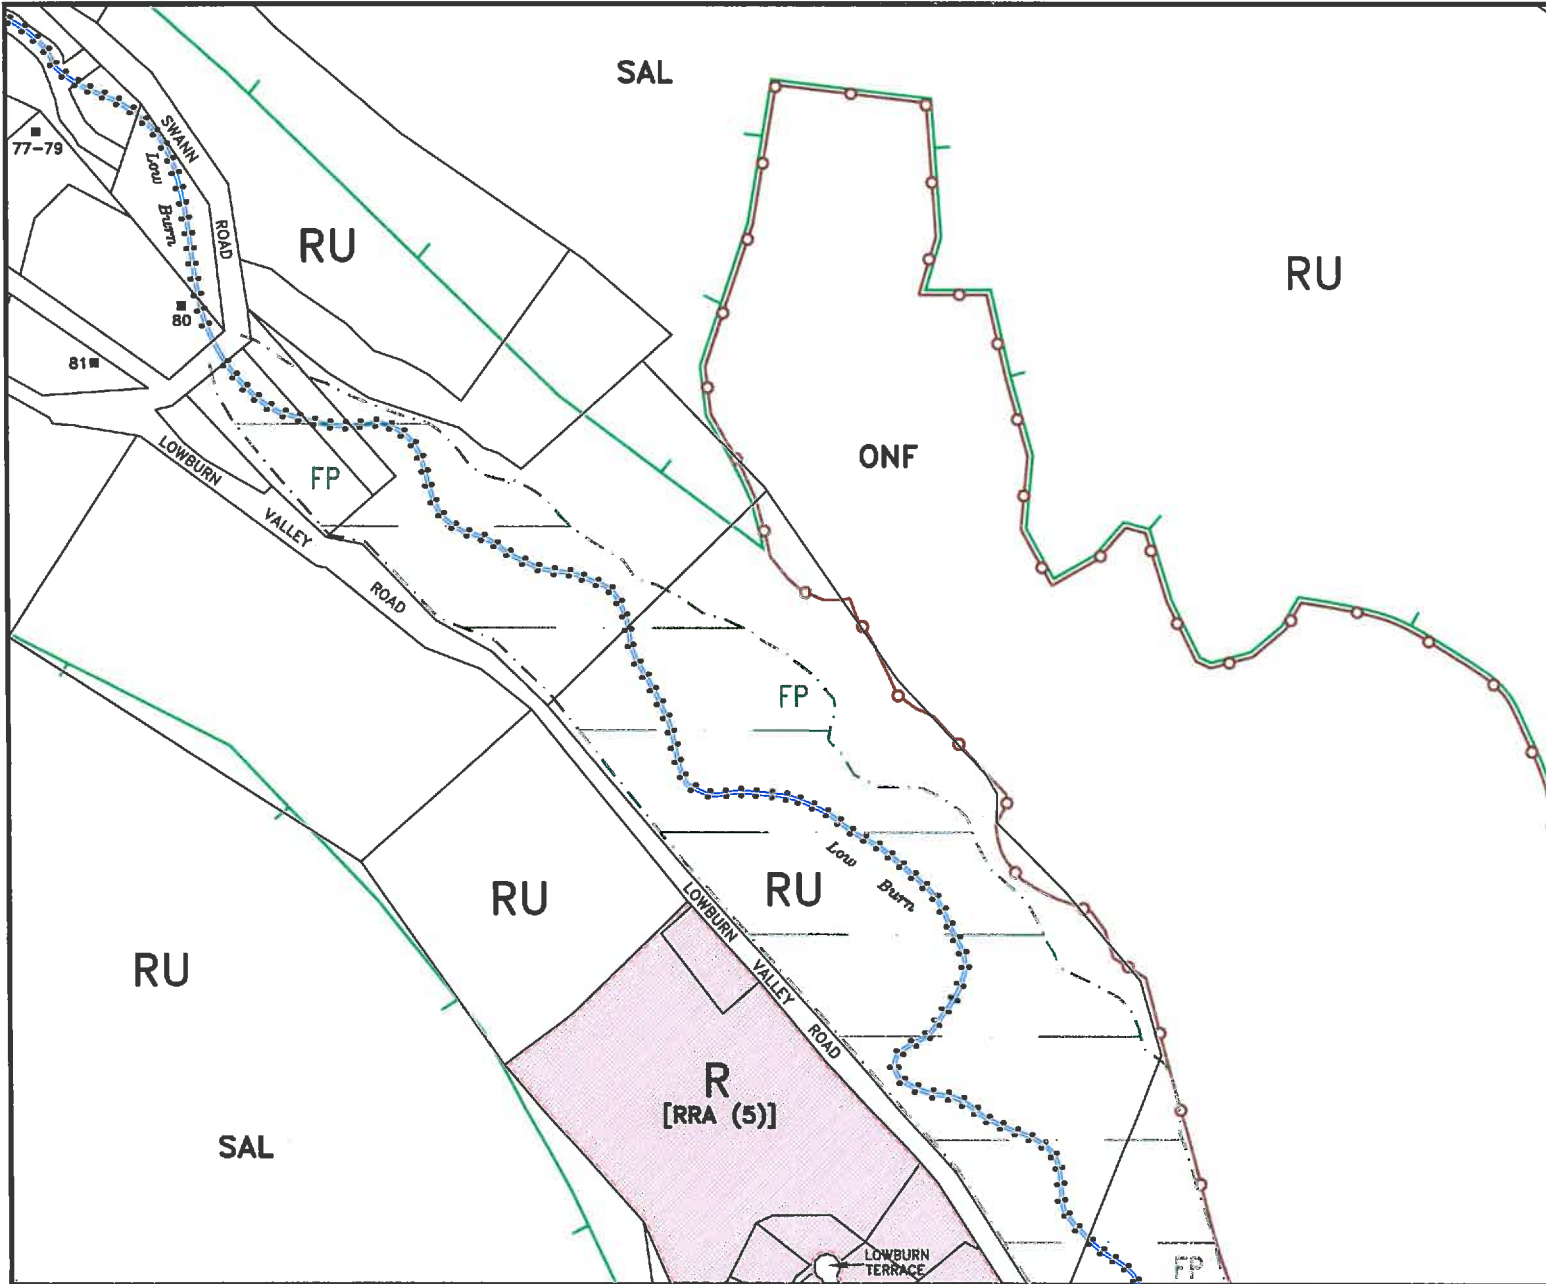 SAL
SWANN
77-79
Low
Burn
ROAD
RU
RU
80
81
ONF
LOWBURN
FP
VALLEY
ROAD
FP
Low
Burn
RU
RU
LOWBURN
RU
VALLEY
ROAD
R
[RRA (5)]
SAL
LOWBURN
TERRACE
FP